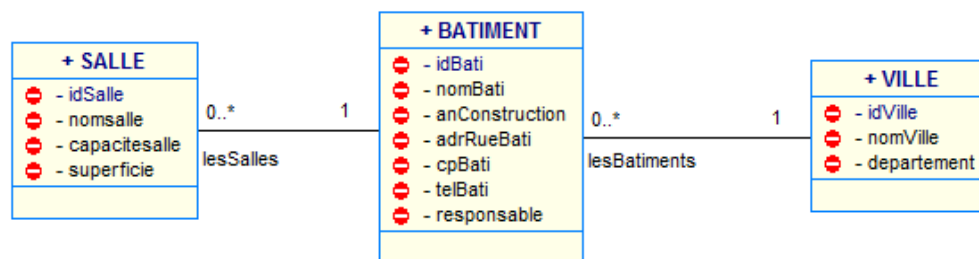 + SALLE
- idSalle
- nomsalle
- capacitesalle
- superficie
0..*
1
lesSalles
+ BATIMENT
- idBati
- nomBati
- anConstruction
- adrRueBati
- cpBati
- telBati
- responsable
0..*
1
lesBatiments
+ VILLE
- idVille
- nomVille
- departement